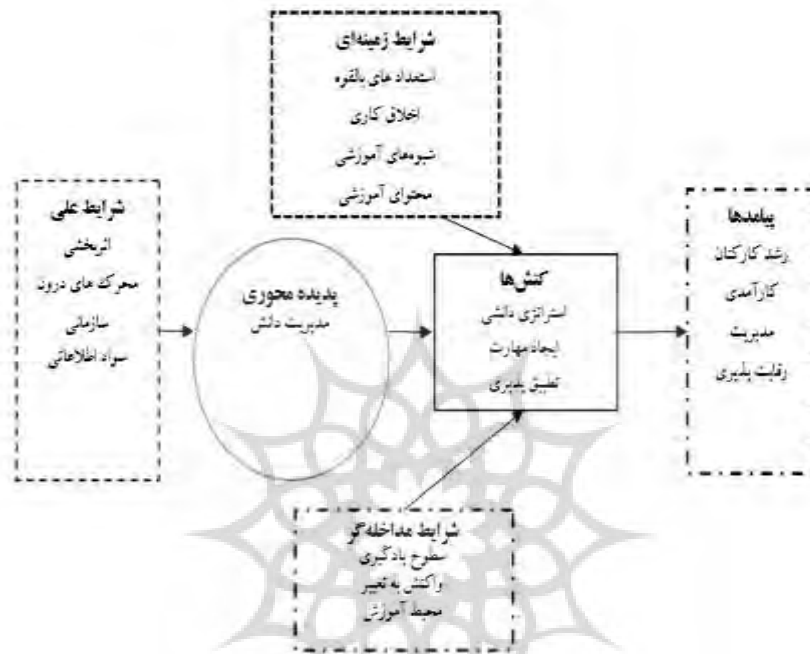 شرایط زمینه‌ای
استعداد های بالقوه
اخلاق کاری
شیوه‌های آموزشی
محتوای آموزشی
شرایط علی
اثربخشی
محرک های درون
سازمانی
سواد اطلاعاتی
پدیده محوری
مدیریت دانش
کنش‌ها
استراتژی دانشی
ایجاد مهارت
تطبیق پذیری
پیامدها
رشد کارکنان
کارآمدی
مدیریت
رقابت پذیری
شرایط مداخله‌گر
سطوح یادگیری
واکنش به تغییر
محیط آموزش